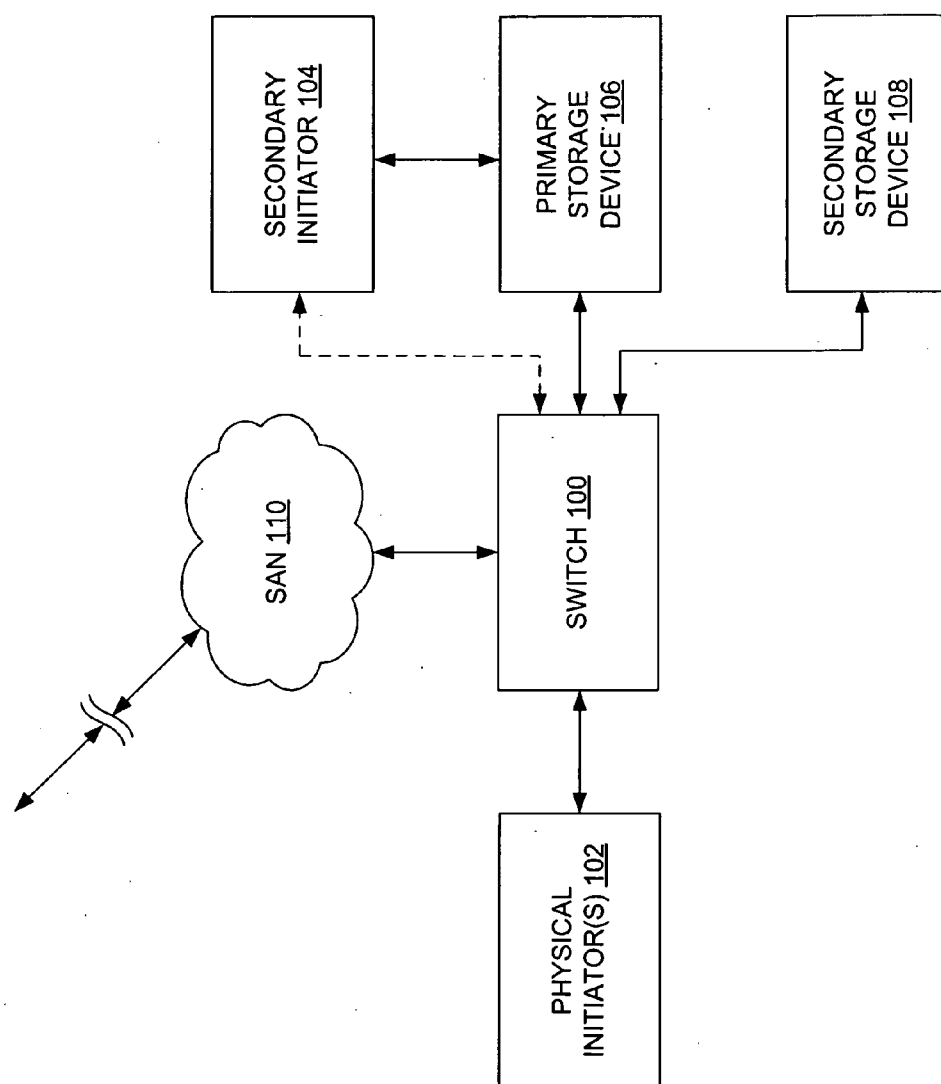 SECONDARY
INITIATOR 104
PRIMARY
STORAGE
DEVICE 106
SECONDARY
STORAGE
DEVICE 108
SAN 110
SWITCH 100
PHYSICAL
INITIATOR(S) 102